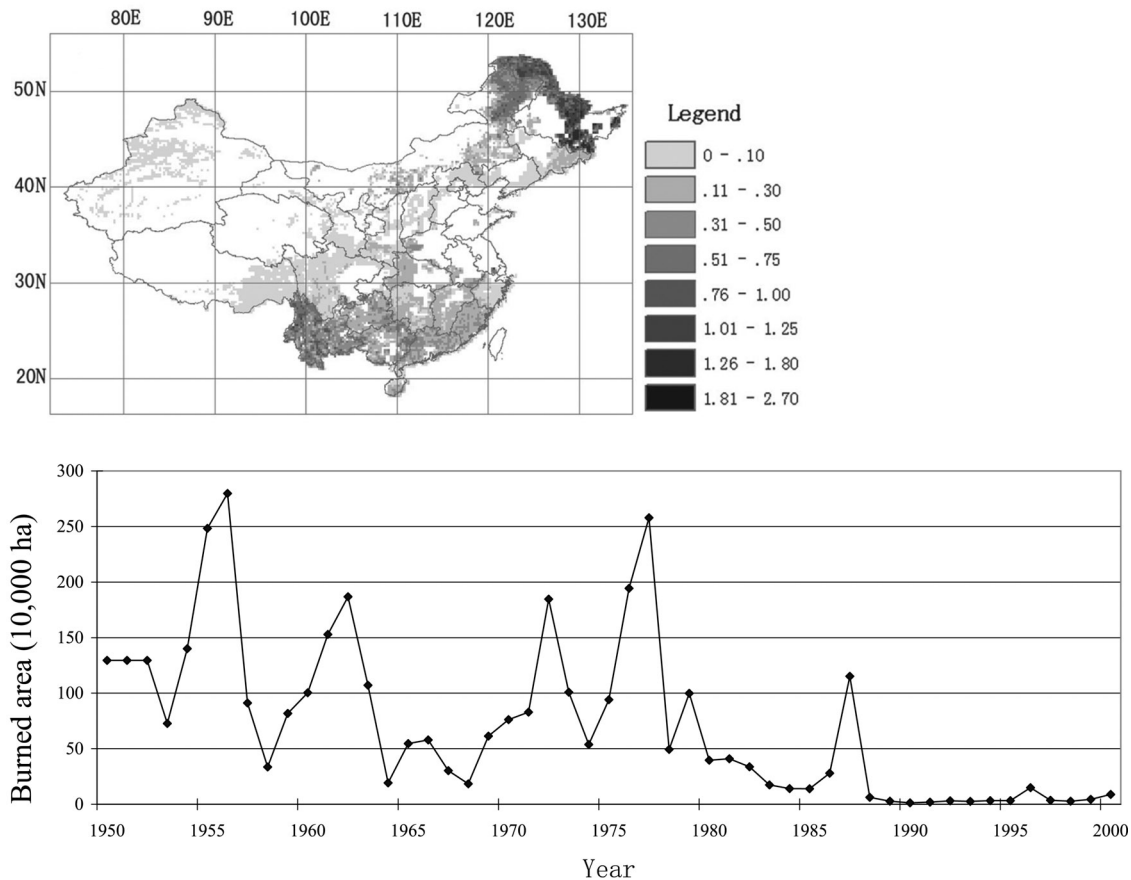 80E 90E 100E 110E 120E 130E
50N
40N
30N
20N
Legend
0 - .10
.11 - .30
.31 - .50
.51 - .75
.76 - 1.00
1.01 - 1.25
1.26 - 1.80
1.81 - 2.70
Burned area (10,000 ha)
300
250
200
150
100
50
0
1950 1955 1960 1965 1970 1975 1980 1985 1990 1995 2000
Year